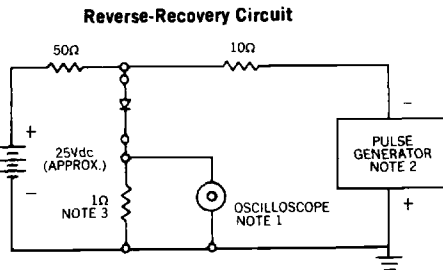 Reverse-Recovery Circuit
50Ω
10Ω
+
25Vdc
(APPROX.)
−
1Ω
NOTE 3
OSCILLOSCOPE
NOTE 1
−
PULSE
GENERATOR
NOTE 2
+